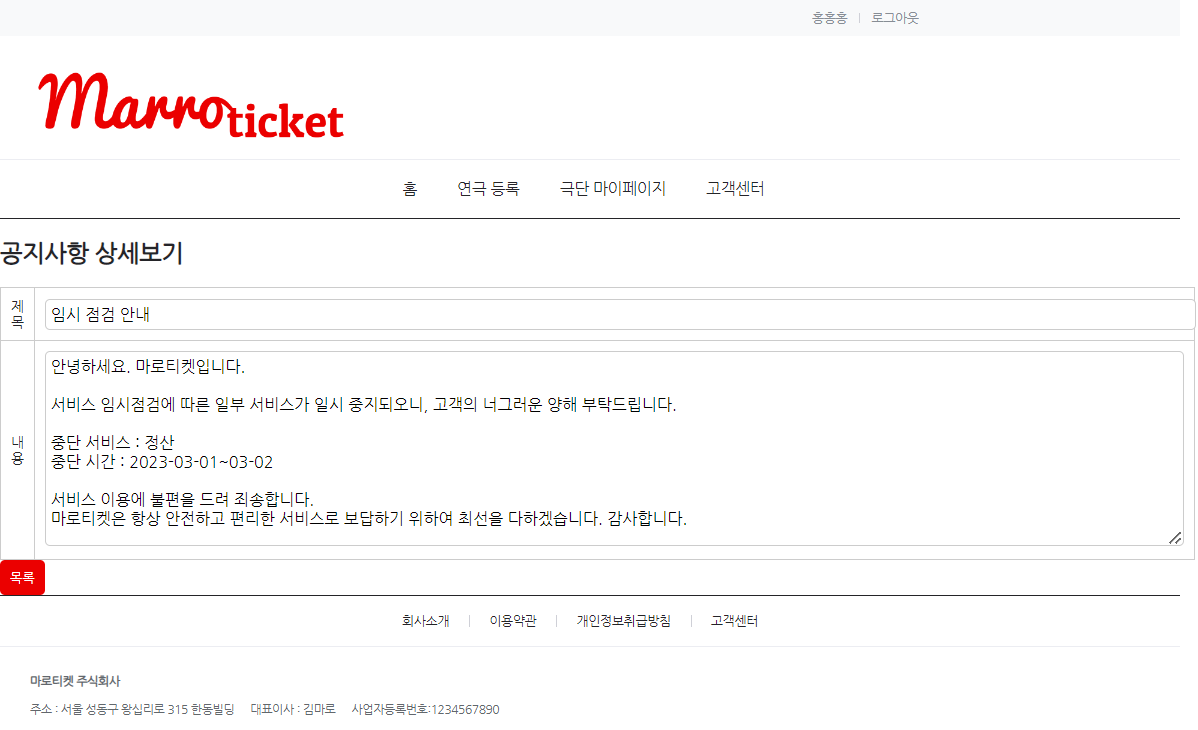 홍홍홍 로그아웃
Marroticket
홈 연극 등록 극단 마이페이지 고객센터
공지사항 상세보기
제목 임시 점검 안내
안녕하세요. 마로티켓입니다.
서비스 임시점검에 따른 일부 서비스가 일시 중지되오니, 고객의 너그러운 양해 부탁드립니다.
내용
중단 서비스 : 정산
중단 시간 : 2023-03-01~03-02
서비스 이용에 불편을 드려 죄송합니다.
마로티켓은 항상 안전하고 편리한 서비스로 보답하기 위하여 최선을 다하겠습니다. 감사합니다.
목록
회사소개 이용약관 개인정보취급방침 고객센터
마로티켓 주식회사
주소 : 서울 성동구 왕십리로 315 한동빌딩 대표이사 : 김마로 사업자등록번호:1234567890